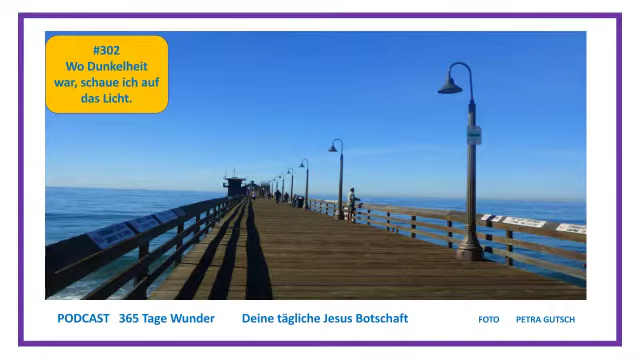 #302
Wo Dunkelheit
war, schaue ich auf
das Licht.
PODCAST 365 Tage Wunder Deine tägliche Jesus Botschaft FOTO PETRA GUTSCH